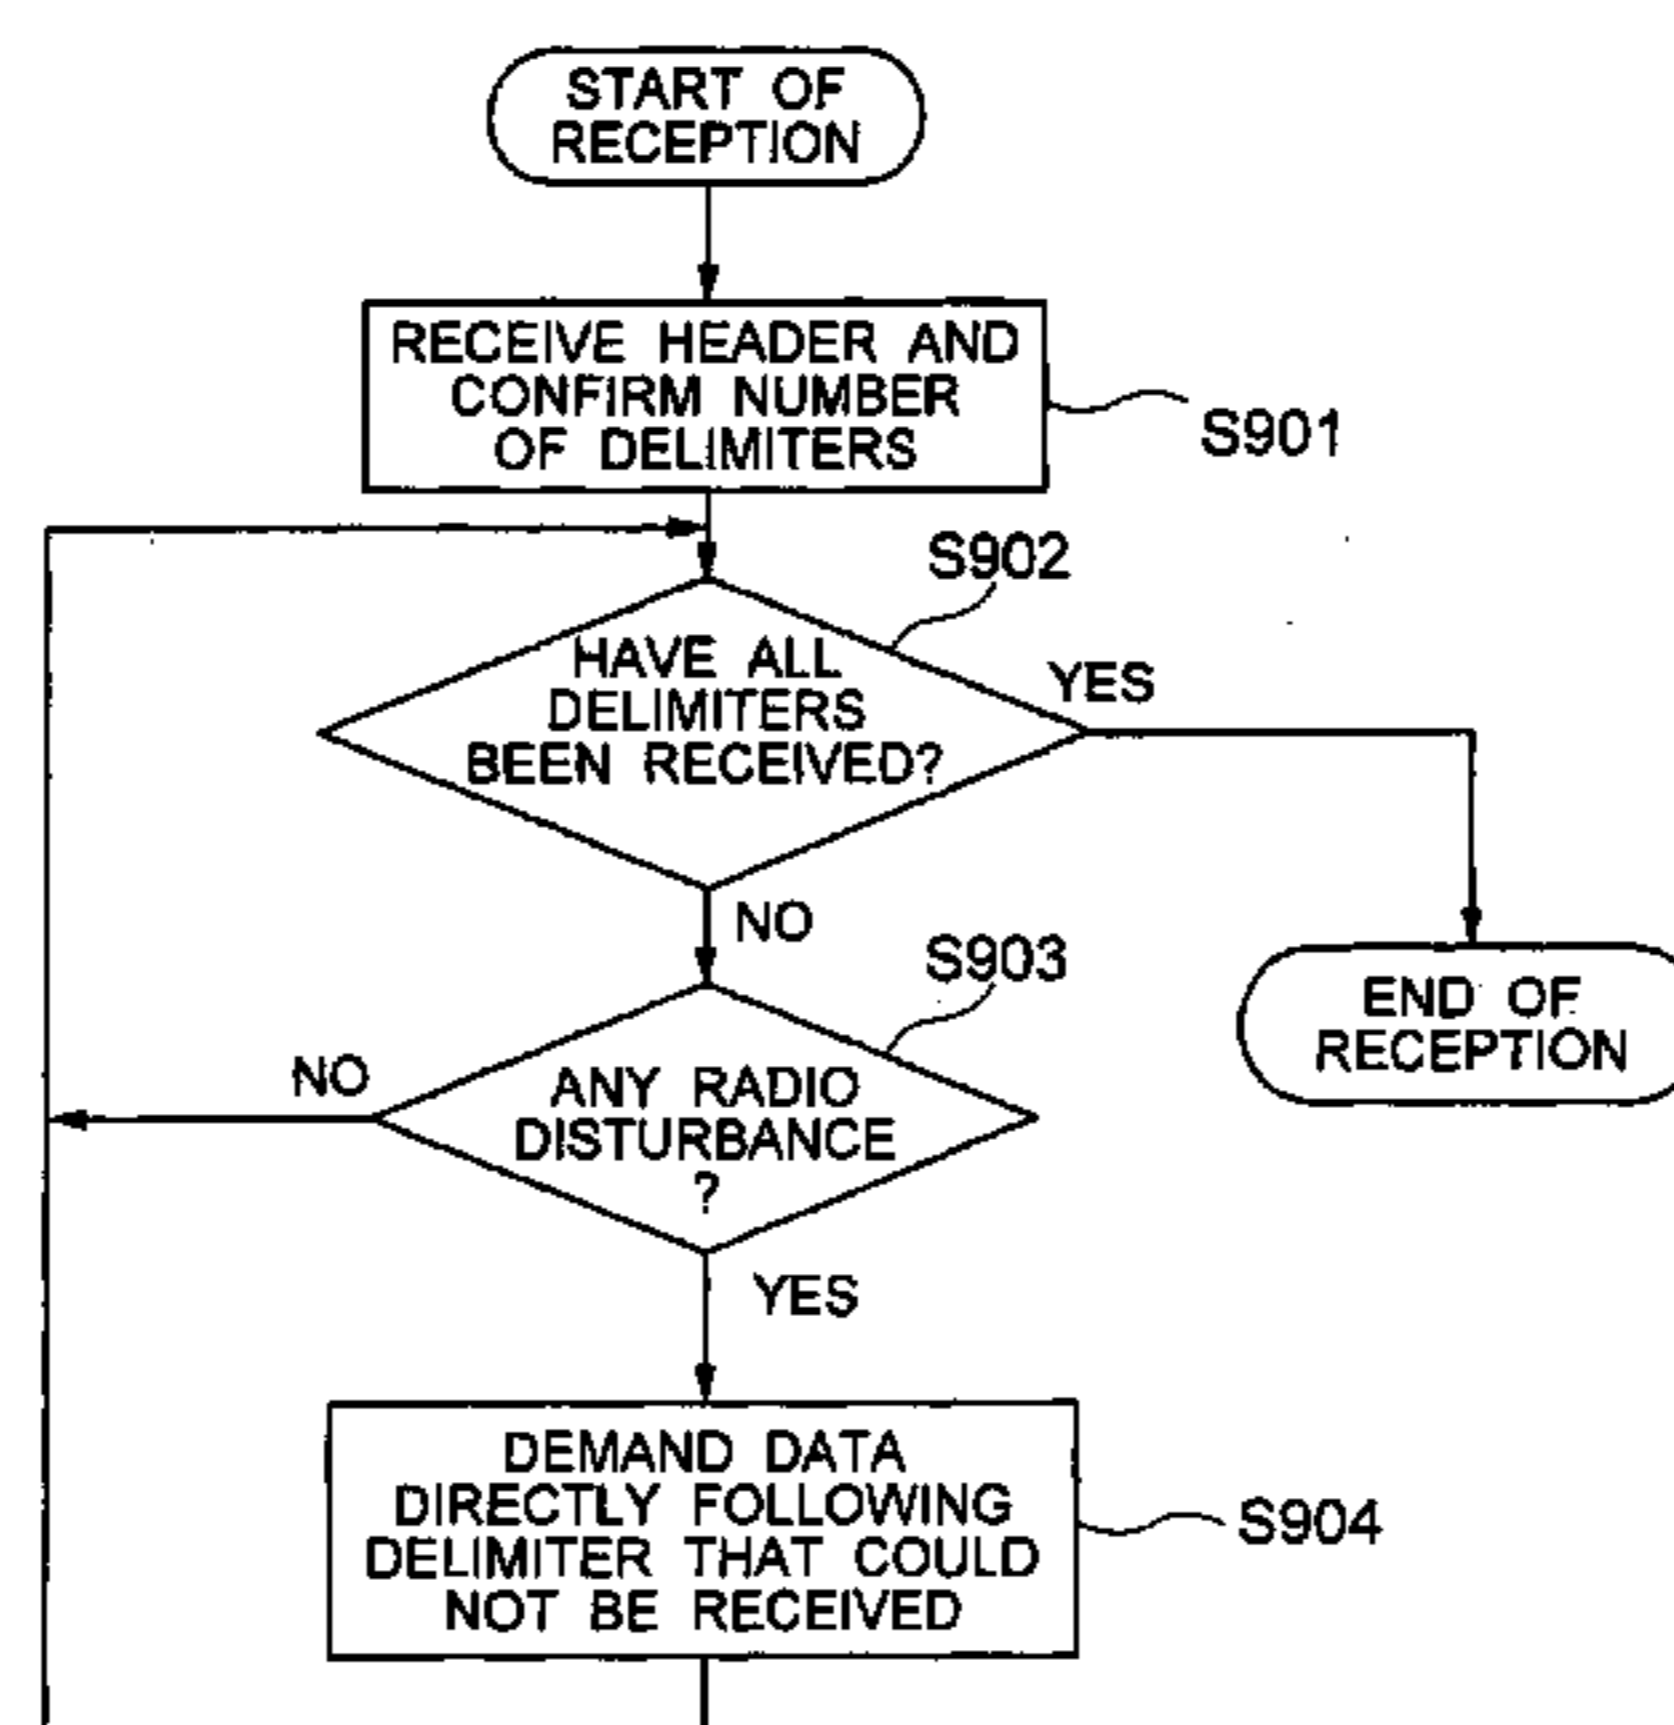 START OF
RECEPTION
RECEIVE HEADER AND
CONFIRM NUMBER
OF DELIMITERS
S901
S902
HAVE ALL
DELIMITERS
BEEN RECEIVED?
YES
NO
S903
END OF
RECEPTION
NO
ANY RADIO
DISTURBANCE
?
YES
DEMAND DATA
DIRECTLY FOLLOWING
DELIMITER THAT COULD
NOT BE RECEIVED
S904